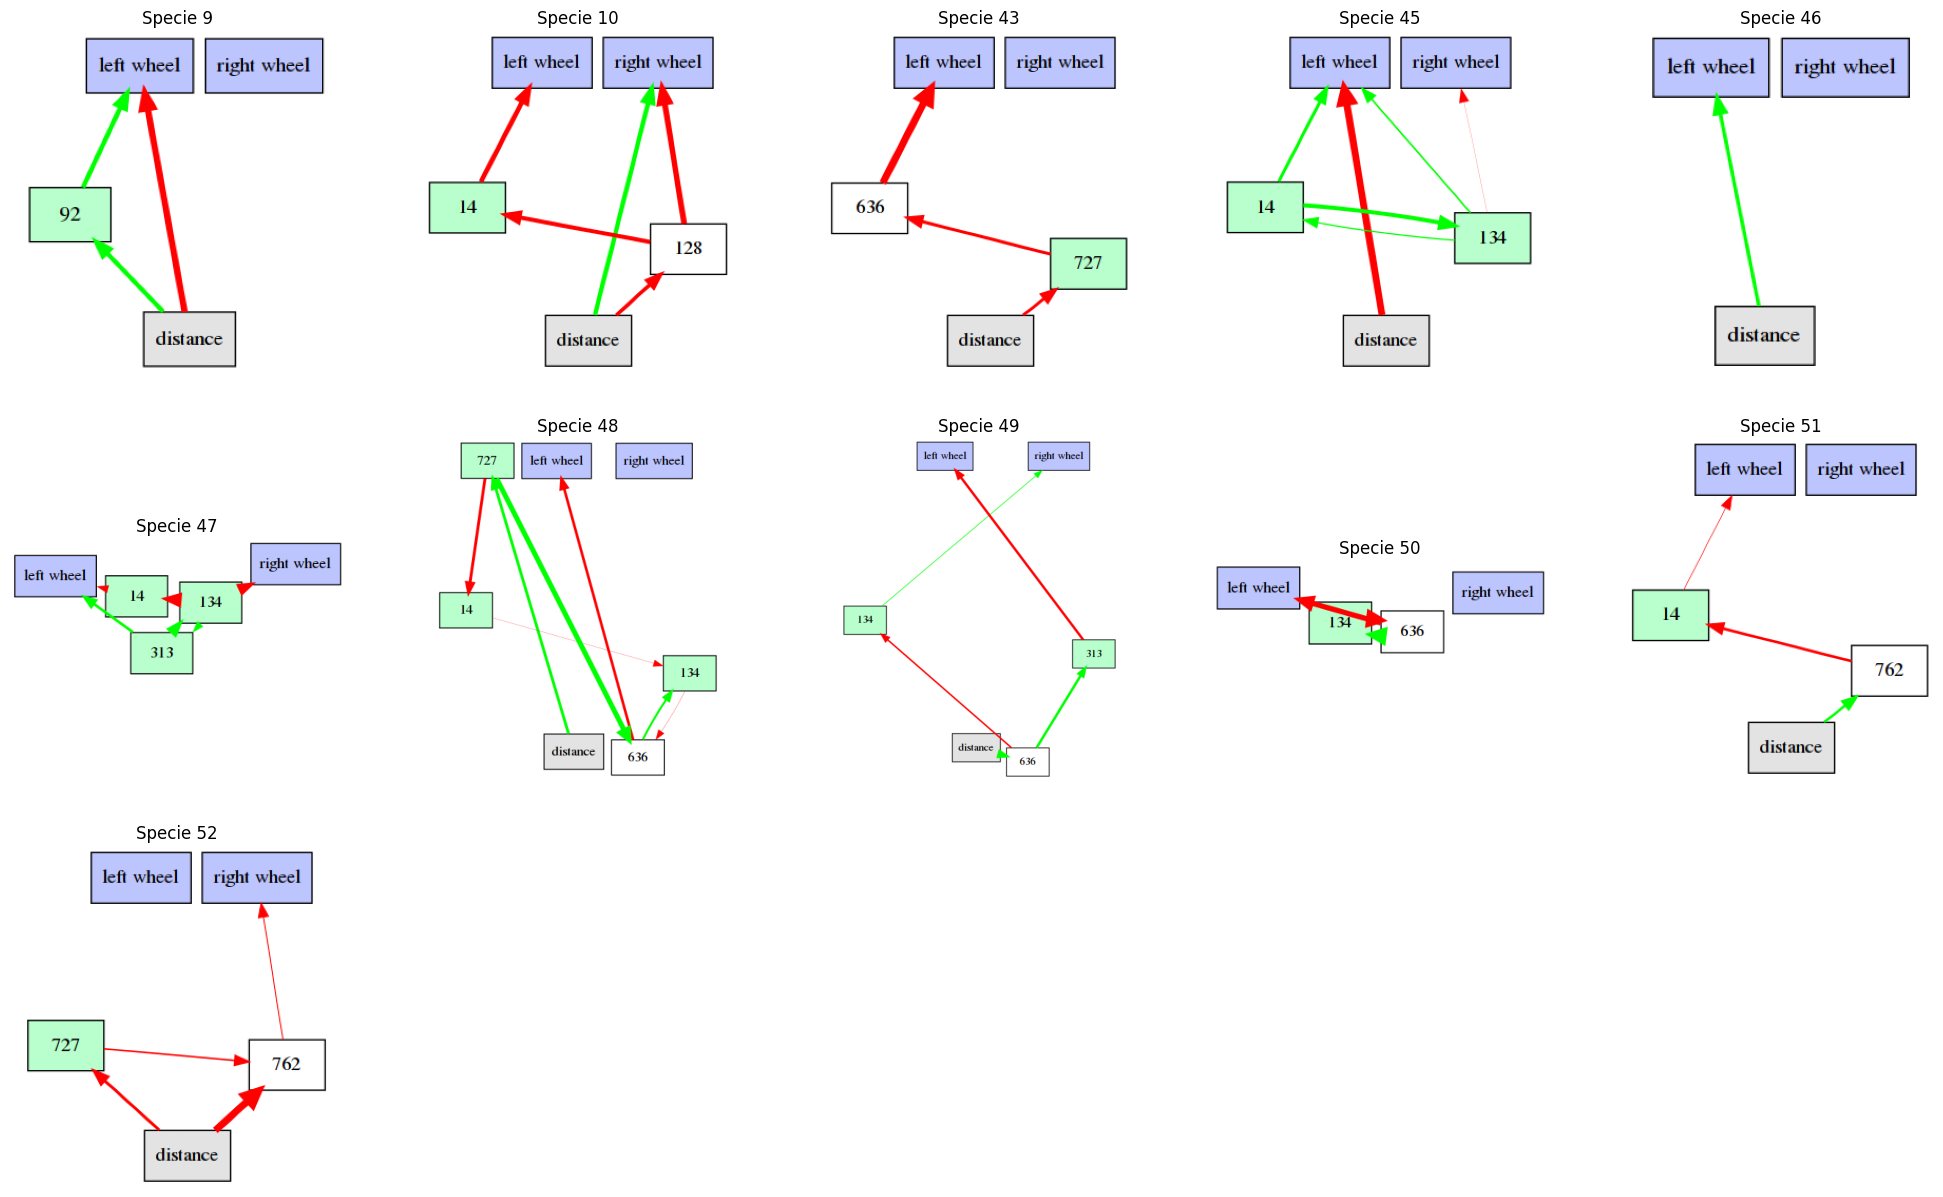 Specie 9
left wheel
right wheel
92
distance
Specie 10
left wheel
right wheel
14
128
distance
Specie 43
left wheel
right wheel
636
727
distance
Specie 45
left wheel
right wheel
14
134
distance
Specie 46
left wheel
right wheel
distance
Specie 47
left wheel
14
134
right wheel
313
Specie 48
727
left wheel
right wheel
14
134
distance
636
Specie 49
left wheel
right wheel
134
313
distance
636
Specie 50
left wheel
134
636
right wheel
Specie 51
left wheel
right wheel
14
762
distance
Specie 52
left wheel
right wheel
727
762
distance